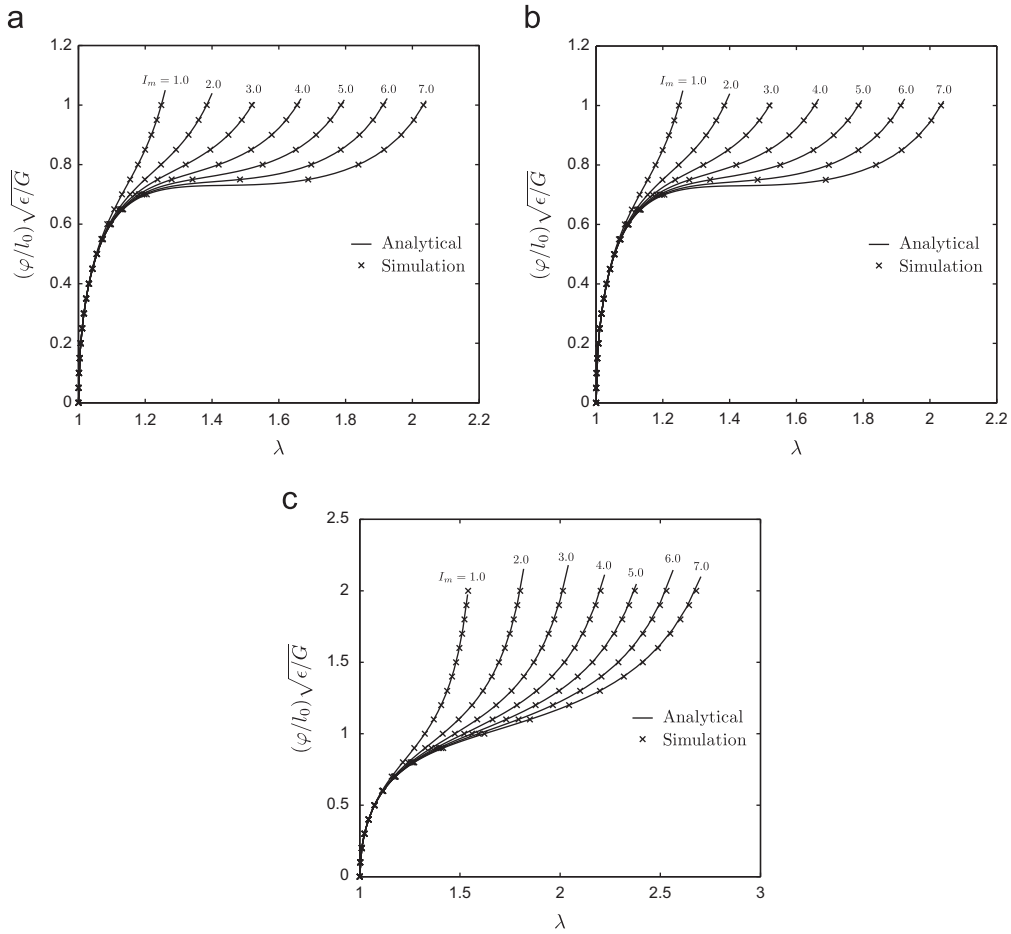 a
1.2
1
0.8
0.6
0.4
0.2
0
1 1.2 1.4 1.6 1.8 2 2.2
(φ/l₀)√ϵ/G
λ
Iₘ = 1.0 2.0 3.0 4.0 5.0 6.0 7.0
Analytical
Simulation
b
1.2
1
0.8
0.6
0.4
0.2
0
1 1.2 1.4 1.6 1.8 2 2.2
(φ/l₀)√ϵ/G
λ
Iₘ = 1.0 2.0 3.0 4.0 5.0 6.0 7.0
Analytical
Simulation
c
2.5
2
1.5
1
0.5
0
1 1.5 2 2.5 3
(φ/l₀)√ϵ/G
λ
Iₘ = 1.0 2.0 3.0 4.0 5.0 6.0 7.0
Analytical
Simulation